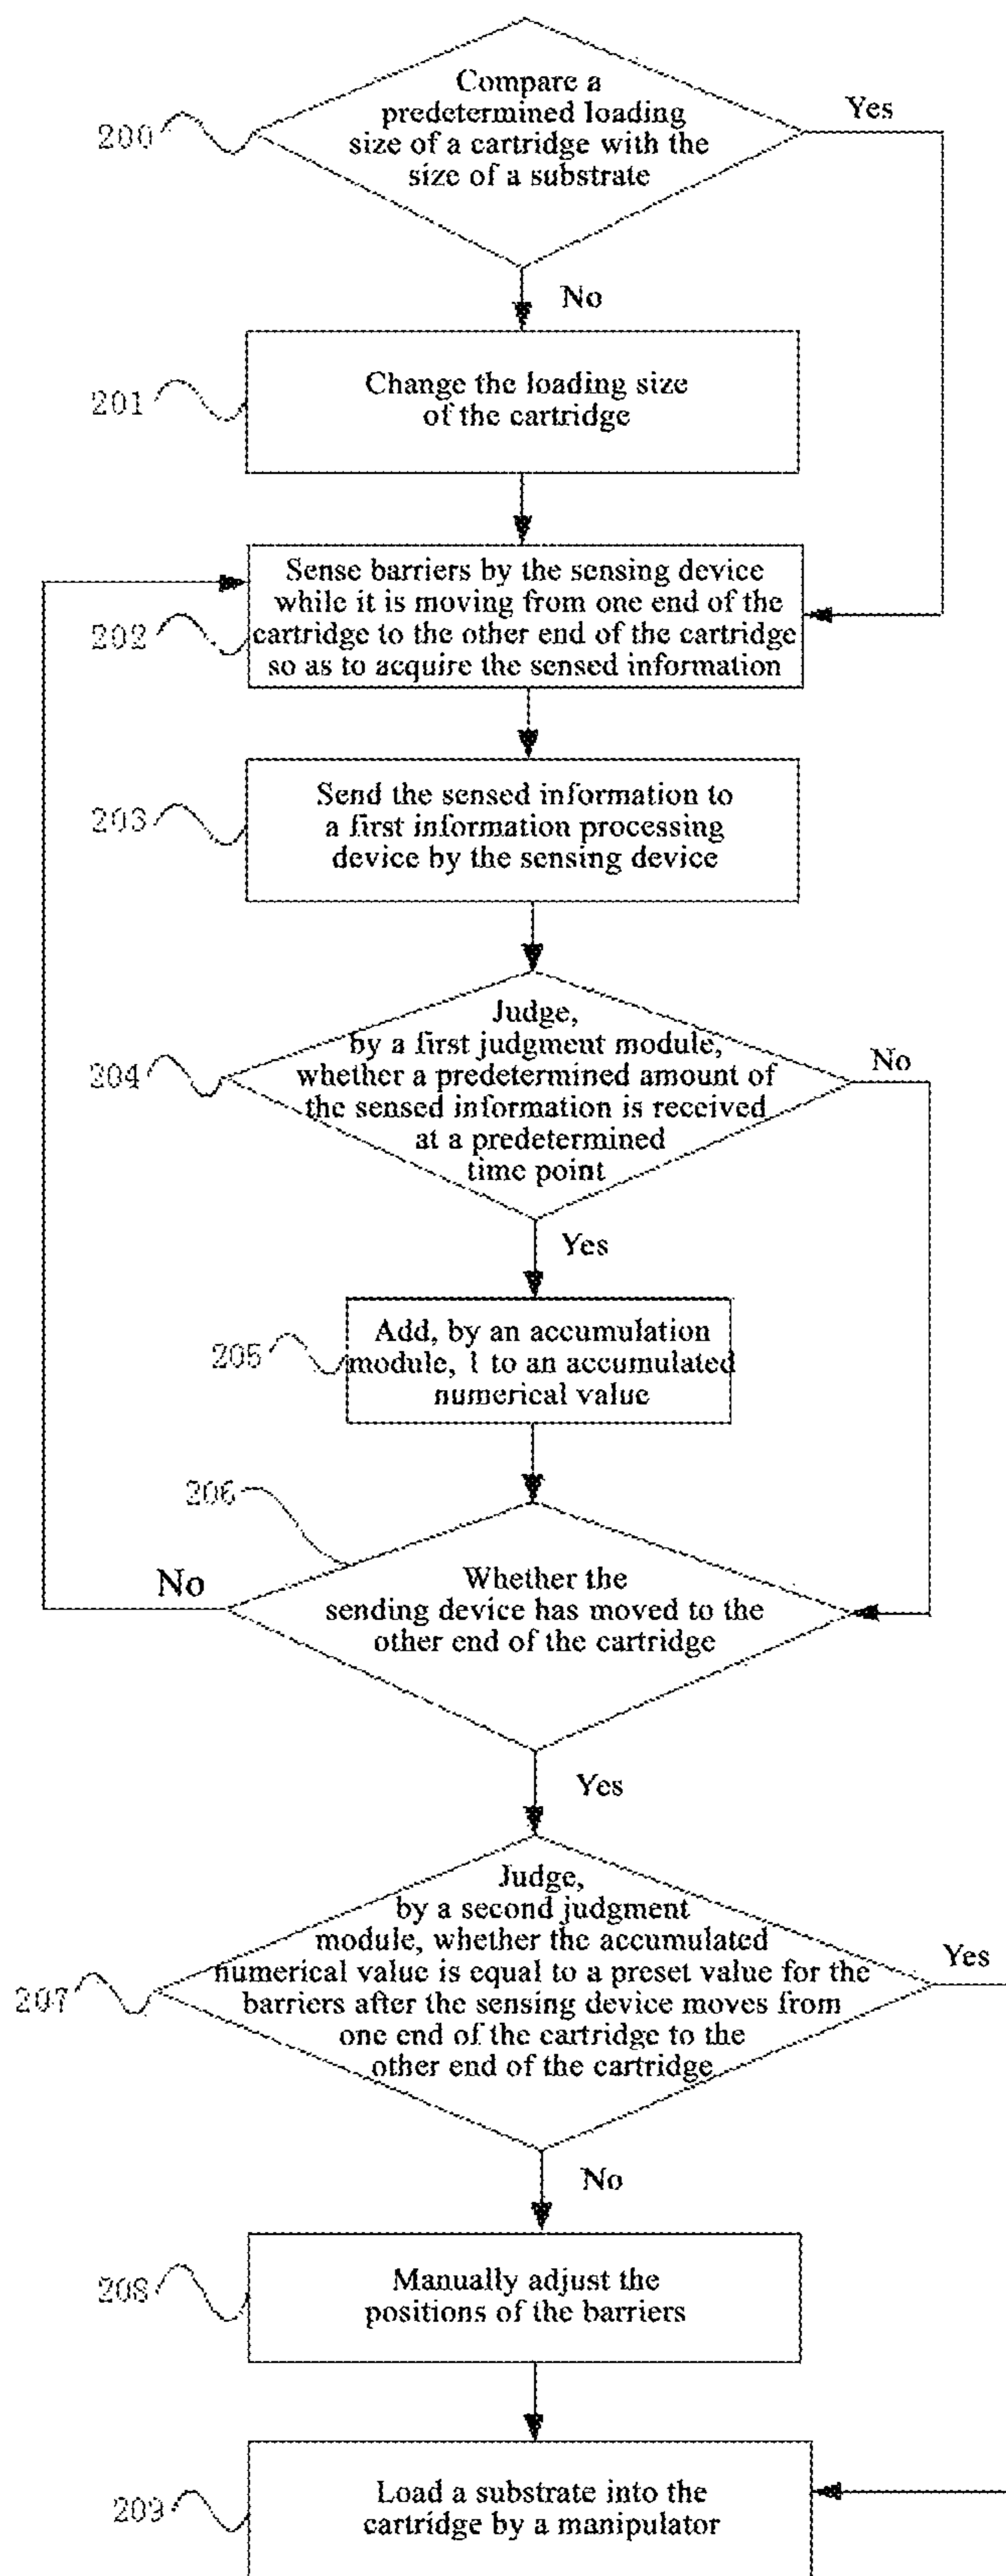 Compare a
predetermined loading
size of a cartridge with the
size of a substrate
Yes
200
No
Change the loading size
of the cartridge
201
Sense barriers by the sensing device
while it is moving from one end of the
cartridge to the other end of the cartridge
so as to acquire the sensed information
202
Send the sensed information to
a first information processing
device by the sensing device
203
Judge,
by a first judgment module,
whether a predetermined amount of
the sensed information is received
at a predetermined
time point
No
204
Yes
Add, by an accumulation
module, 1 to an accumulated
numerical value
205
206
No
Whether the
sending device has moved to the
other end of the cartridge
Yes
Judge,
by a second judgment
module, whether the accumulated
numerical value is equal to a preset value for the
barriers after the sensing device moves from
one end of the cartridge to the
other end of the cartridge
Yes
207
No
Manually adjust the
positions of the barriers
208
Load a substrate into the
cartridge by a manipulator
209